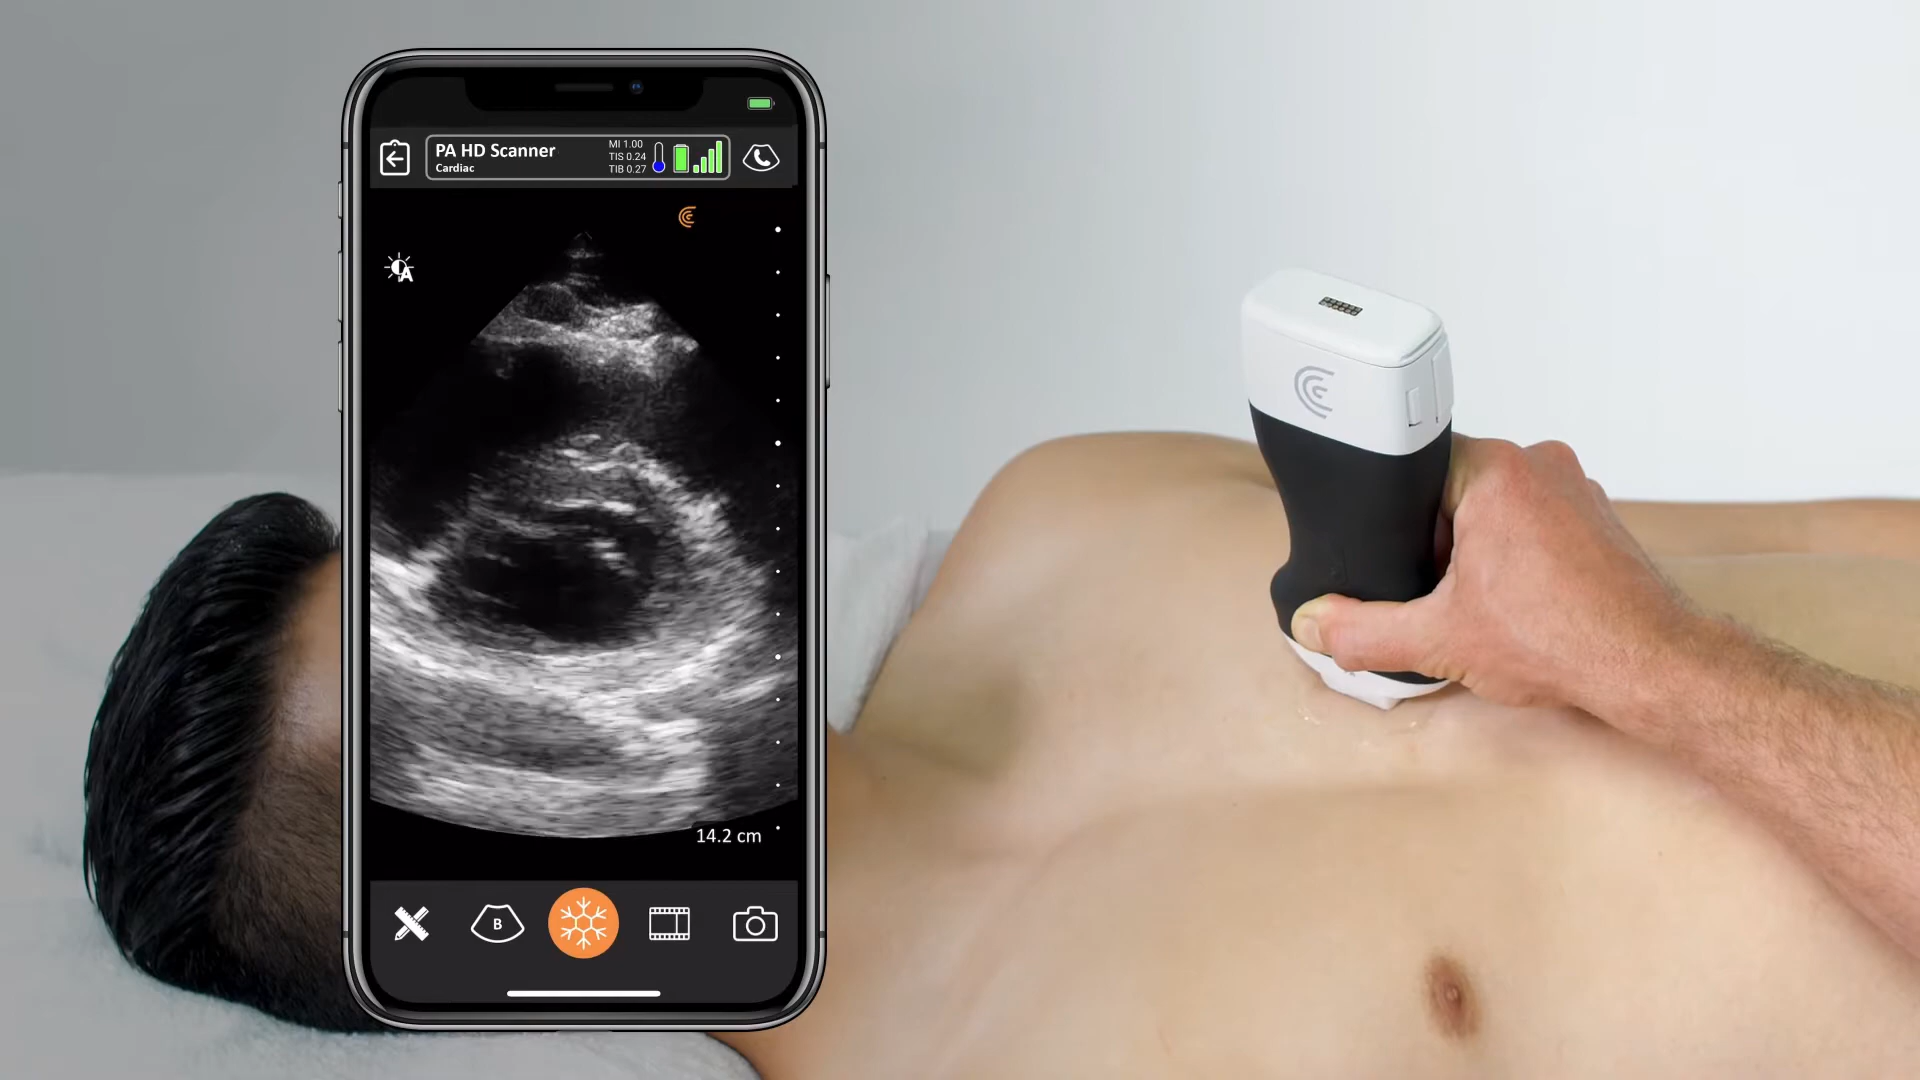 PA HD Scanner
Cardiac
MI 1.00
TIS 0.24
TIB 0.27
A
14.2 cm
B